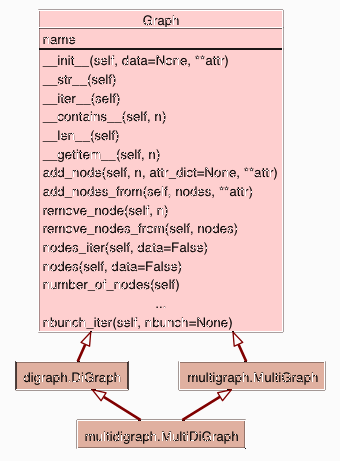 Graph
name
__init__(self, data=None, **attr)
__str__(self)
__iter__(self)
__contains__(self, n)
__len__(self)
__getitem__(self, n)
add_node(self, n, attr_dict=None, **attr)
add_nodes_from(self, nodes, **attr)
remove_node(self, n)
remove_nodes_from(self, nodes)
nodes_iter(self, data=False)
nodes(self, data=False)
number_of_nodes(self)
...
nbunch_iter(self, nbunch=None)
digraph.DiGraph
multigraph.MultiGraph
multidigraph.MultiDiGraph